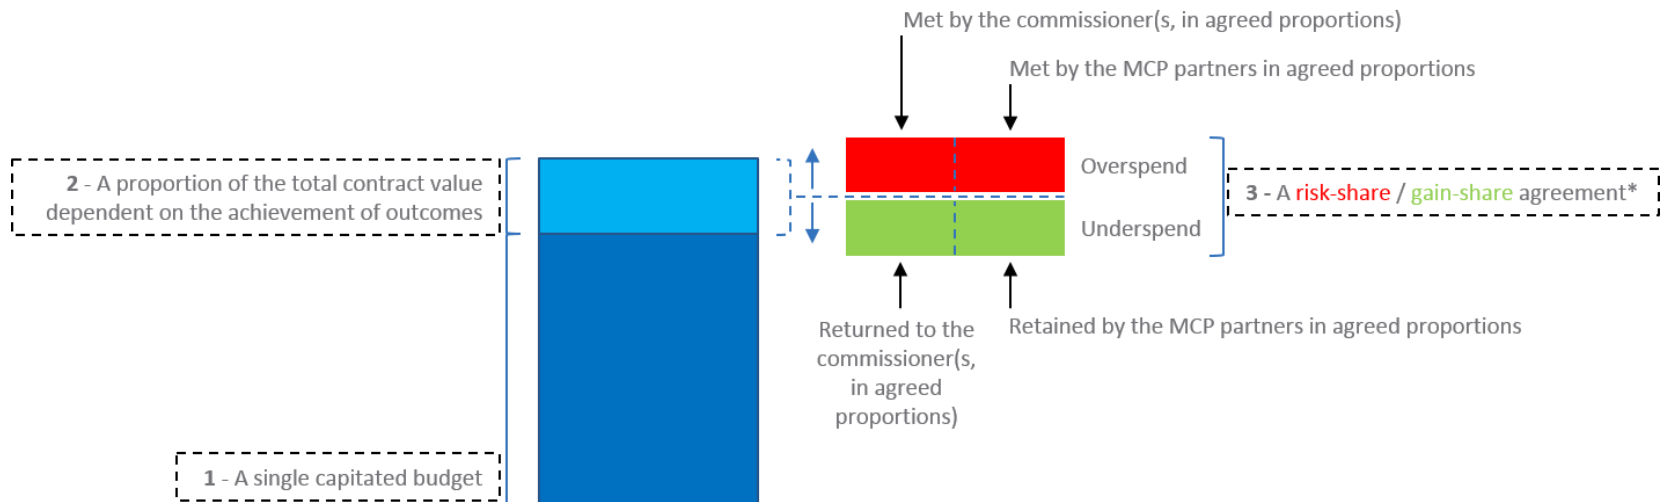 Met by the commissioner(s, in agreed proportions)
Met by the MCP partners in agreed proportions
2 - A proportion of the total contract value
dependent on the achievement of outcomes
Overspend
3 - A risk-share / gain-share agreement*
Underspend
Returned to the
commissioner(s,
in agreed
proportions)
Retained by the MCP partners in agreed proportions
1 - A single capitated budget